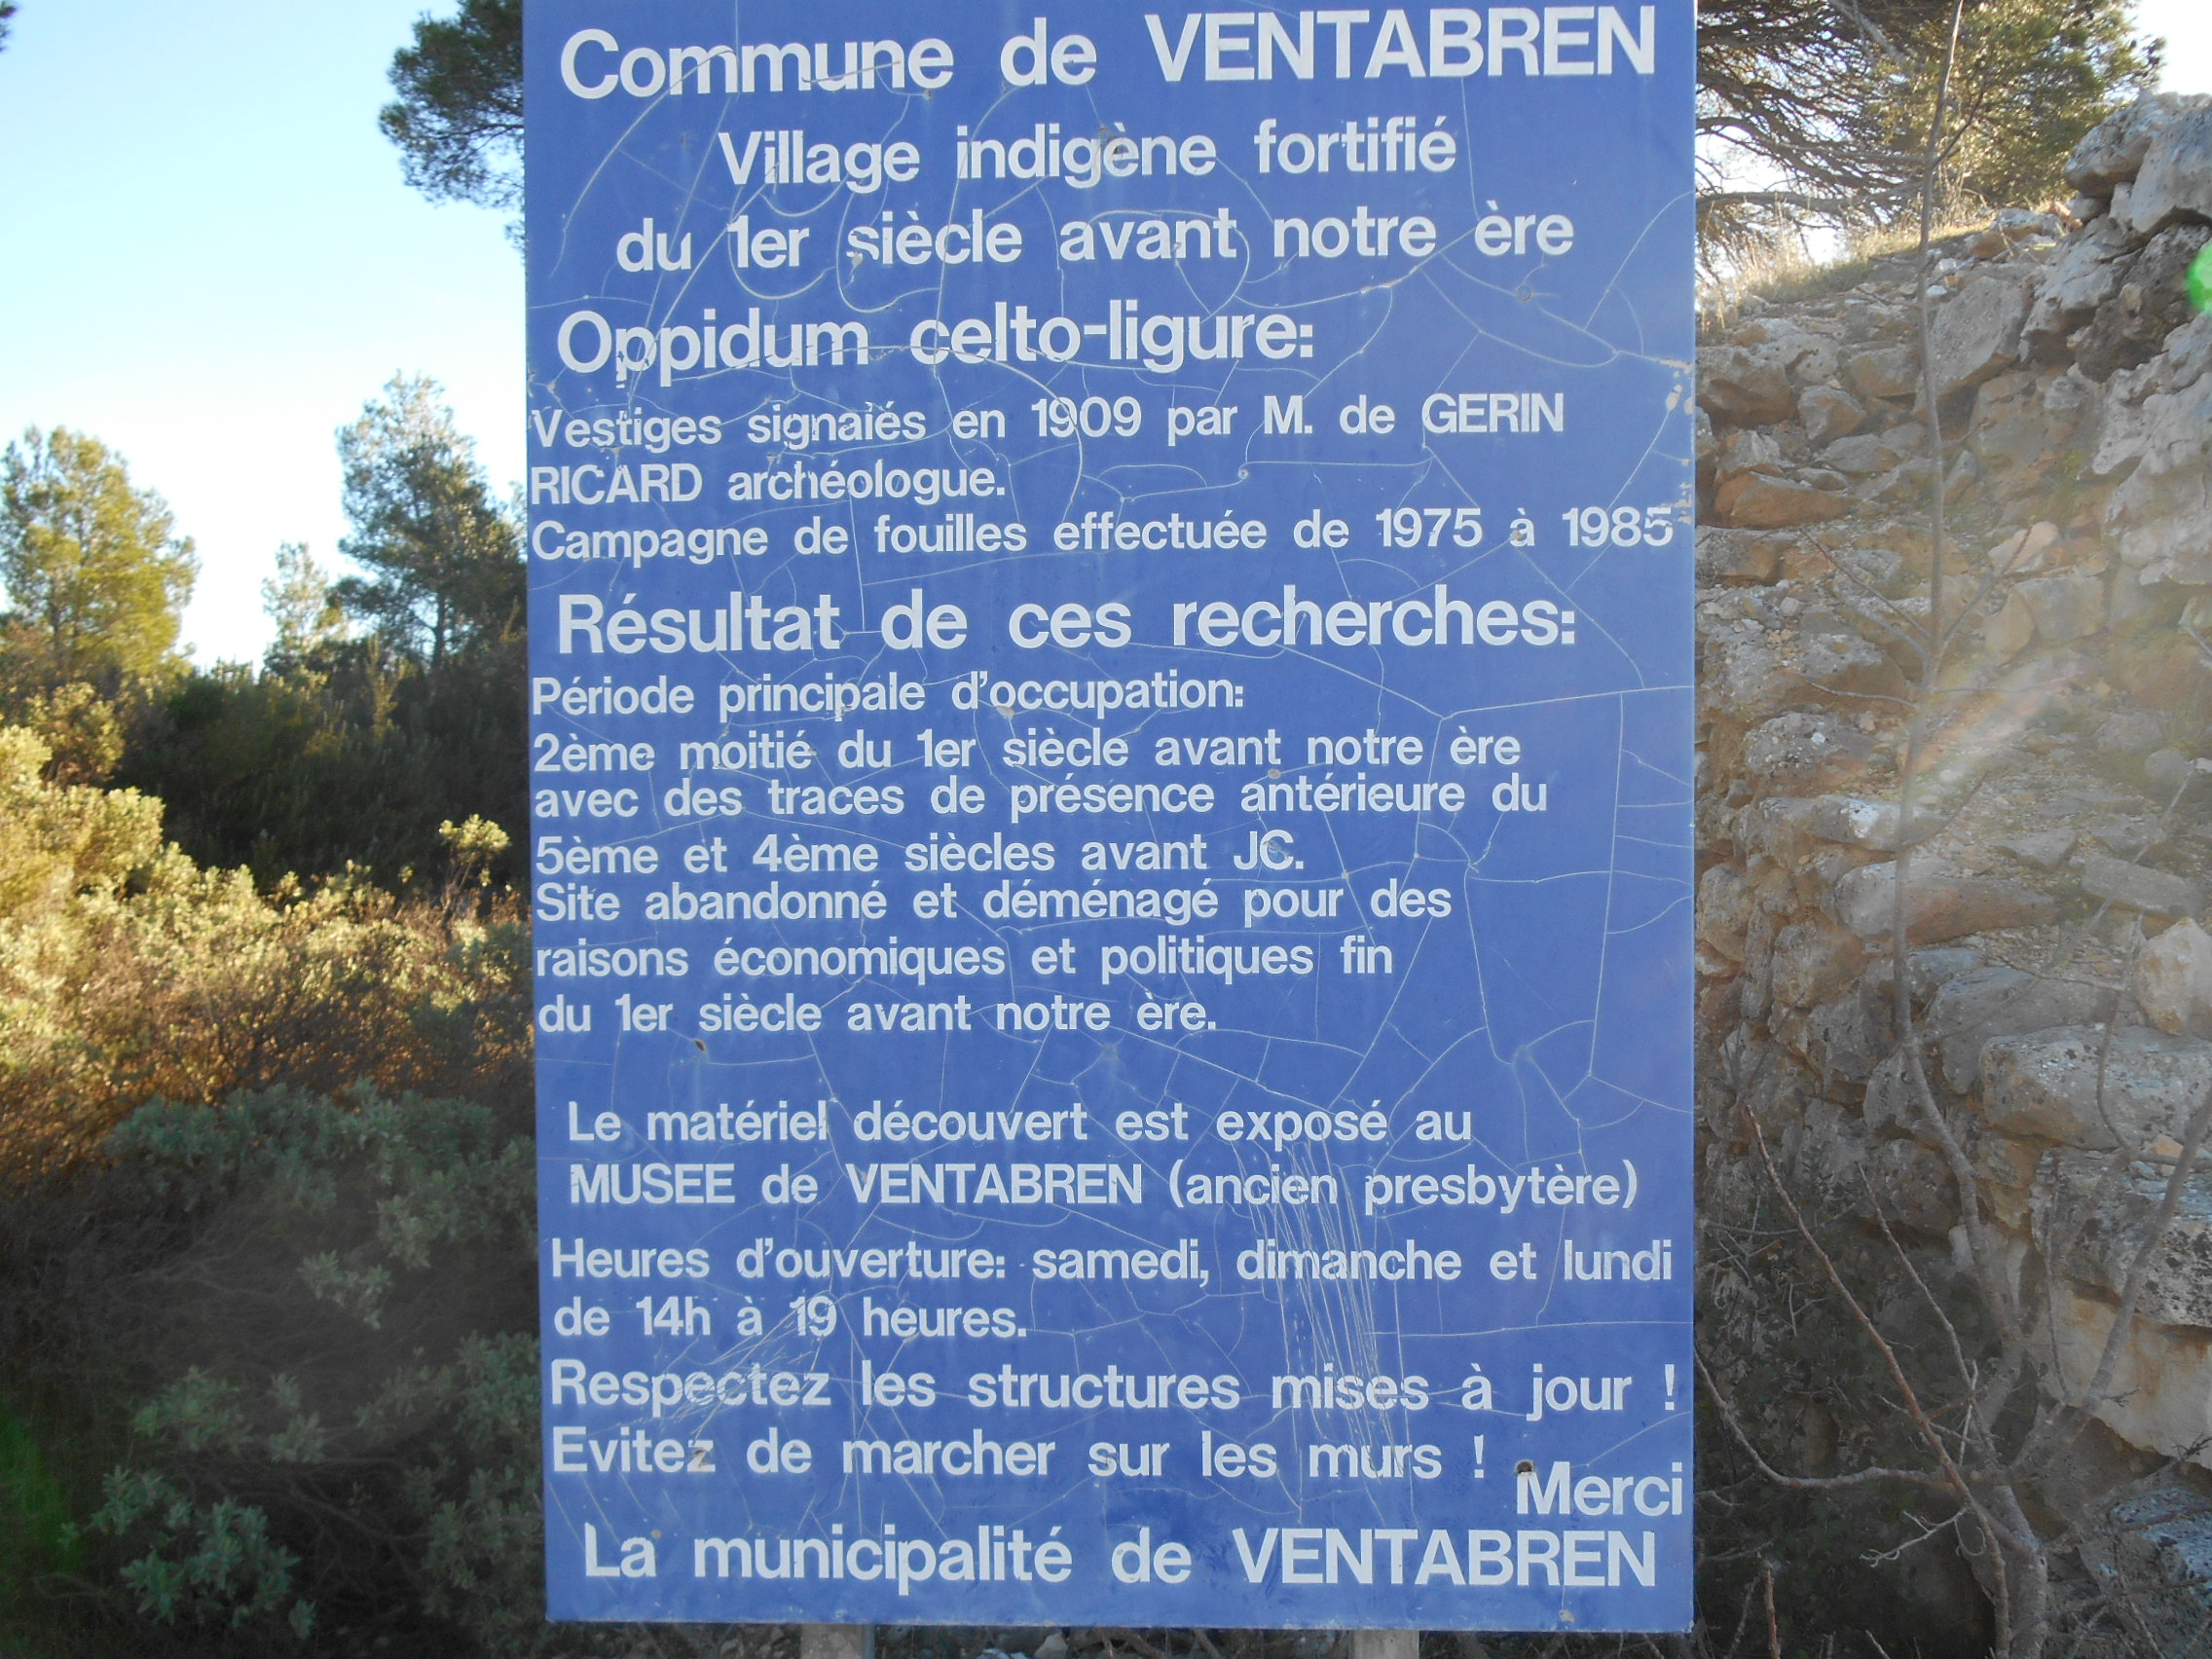 Commune de VENTABREN
Village indigène fortifié
du 1er siècle avant notre ère
Oppidum celto-ligure:
Vestiges signalés en 1909 par M. de GERIN
RICARD archéologue.
Campagne de fouilles effectuée de 1975 à 1985
Résultat de ces recherches:
Période principale d'occupation:
2ème moitié du 1er siècle avant notre ère
avec des traces de présence antérieure du
5ème et 4ème siècles avant JC.
Site abandonné et déménagé pour des
raisons économiques et politiques fin
du 1er siècle avant notre ère.
Le matériel découvert est exposé au
MUSEE de VENTABREN (ancien presbytère)
Heures d'ouverture: samedi, dimanche et lundi
de 14h à 19 heures.
Respectez les structures mises à jour !
Evitez de marcher sur les murs !
Merci
La municipalité de VENTABREN